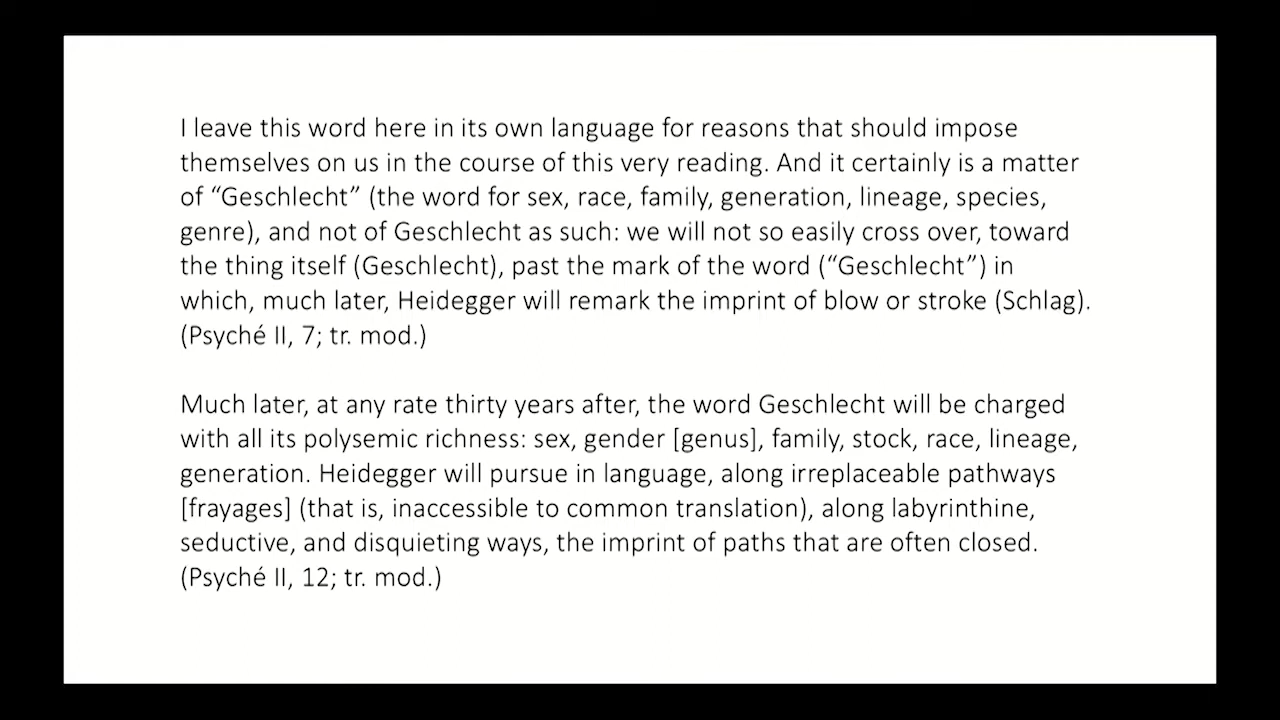 I leave this word here in its own language for reasons that should impose
themselves on us in the course of this very reading. And it certainly is a matter
of “Geschlecht” (the word for sex, race, family, generation, lineage, species,
genre), and not of Geschlecht as such: we will not so easily cross over, toward
the thing itself (Geschlecht), past the mark of the word (“Geschlecht”) in
which, much later, Heidegger will remark the imprint of blow or stroke (Schlag).
(Psyché II, 7; tr. mod.)
Much later, at any rate thirty years after, the word Geschlecht will be charged
with all its polysemic richness: sex, gender [genus], family, stock, race, lineage,
generation. Heidegger will pursue in language, along irreplaceable pathways
[frayages] (that is, inaccessible to common translation), along labyrinthine,
seductive, and disquieting ways, the imprint of paths that are often closed.
(Psyché II, 12; tr. mod.)